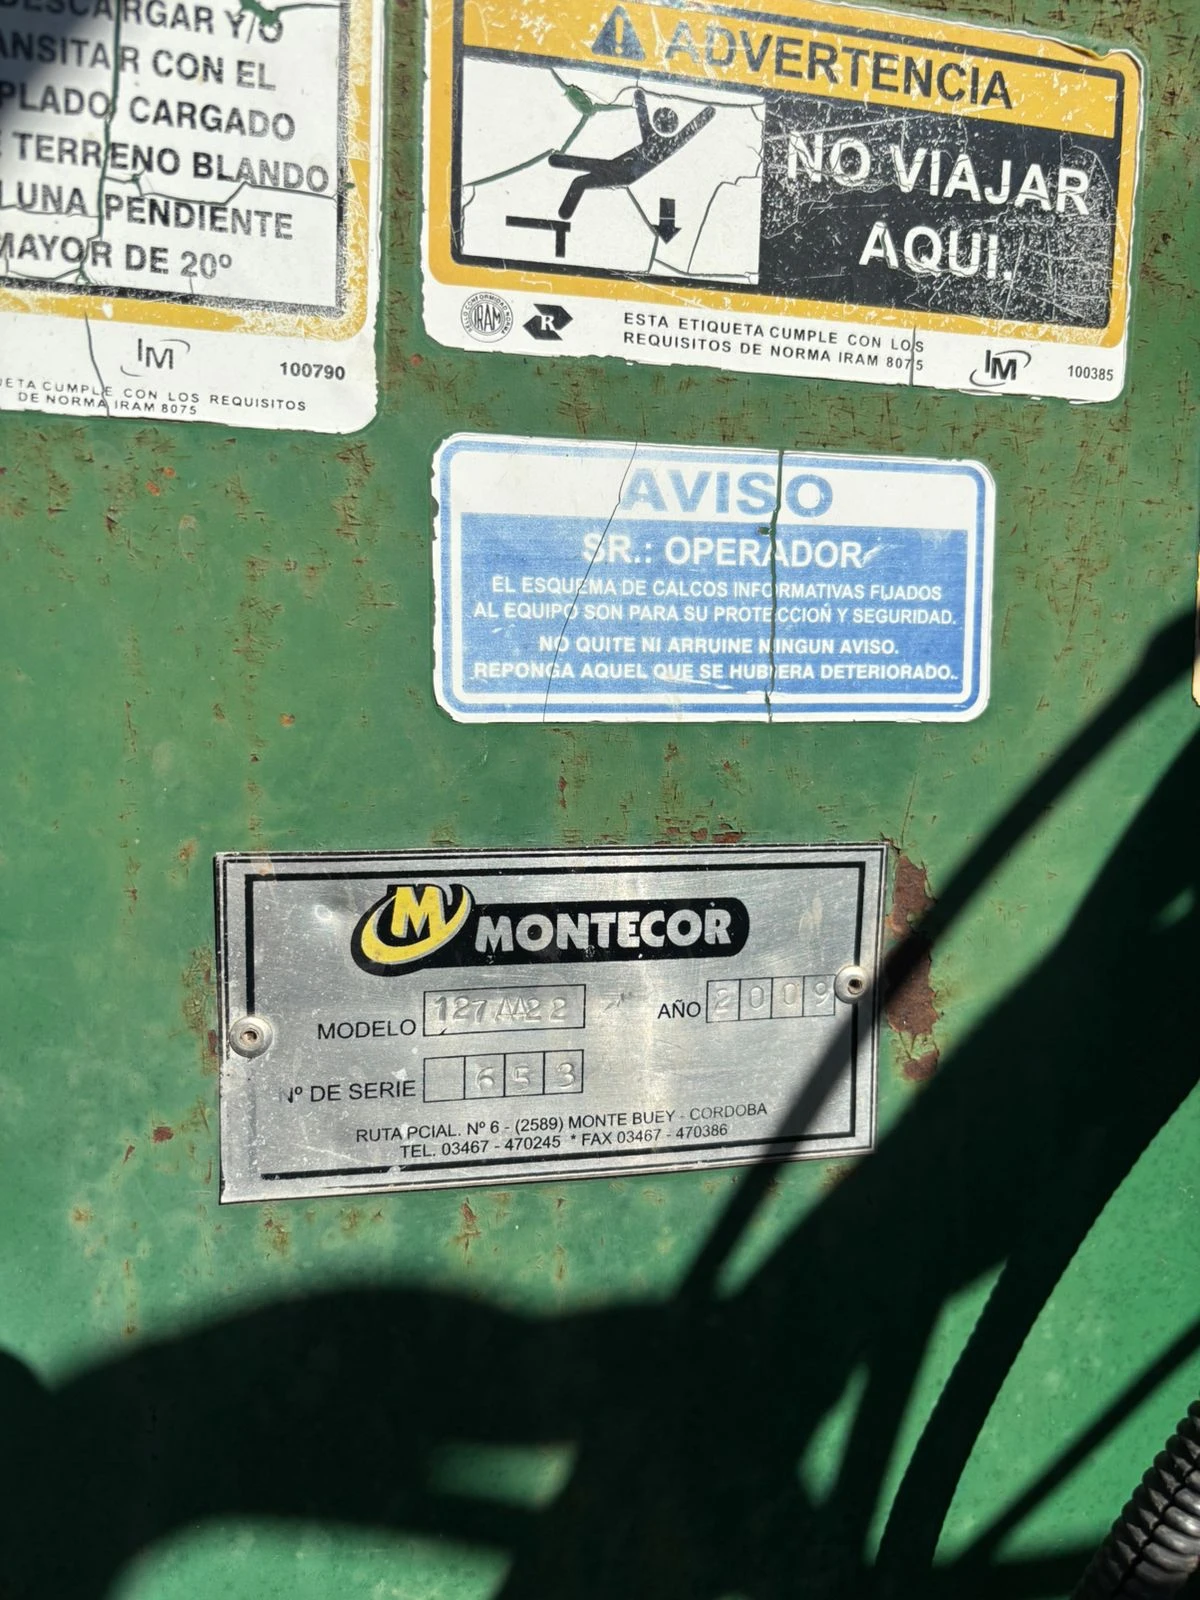 DESCARGAR Y/O
ANSITAR CON EL
PLADO CARGADO
TERRENO BLANDO
UNA PENDIENTE
MAYOR DE 20º
IM
100790
ETA CUMPLE CON LOS REQUISITOS
DE NORMA IRAM 8075
ADVERTENCIA
NO VIAJAR
AQUI.
IRAM
R
ESTA ETIQUETA CUMPLE CON LOS
REQUISITOS DE NORMA IRAM 8075
IM
100385
AVISO
SR.: OPERADOR
EL ESQUEMA DE CALCOS INFORMATIVAS FIJADOS
AL EQUIPO SON PARA SU PROTECCIOÑ Y SEGURIDAD.
NO QUITE NI ARRUINE NINGUN AVISO.
REPONGA AQUEL QUE SE HUBIERA DETERIORADO..
M MONTECOR
MODELO AÑO 2009
Nº DE SERIE 653
RUTA PCIAL. Nº 6 - (2589) MONTE BUEY - CORDOBA
TEL. 03467 - 470245 * FAX 03467 - 470386